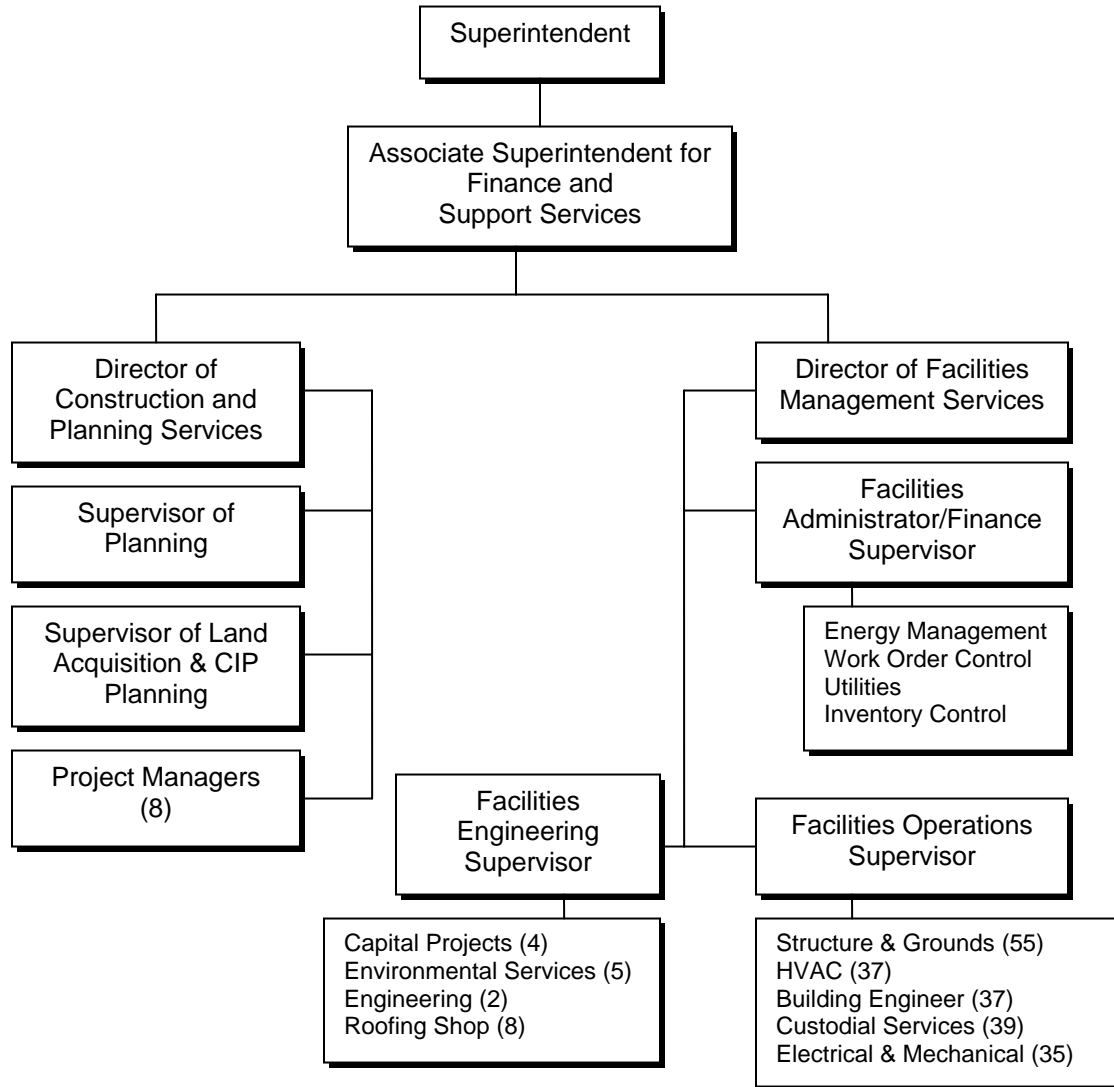 Superintendent
Associate Superintendent for
Finance and
Support Services
Director of
Construction and
Planning Services
Supervisor of
Planning
Supervisor of Land
Acquisition & CIP
Planning
Project Managers
(8)
Director of Facilities
Management Services
Facilities
Administrator/Finance
Supervisor
Energy Management
Work Order Control
Utilities
Inventory Control
Facilities
Engineering
Supervisor
Capital Projects (4)
Environmental Services (5)
Engineering (2)
Roofing Shop (8)
Facilities Operations
Supervisor
Structure & Grounds (55)
HVAC (37)
Building Engineer (37)
Custodial Services (39)
Electrical & Mechanical (35)